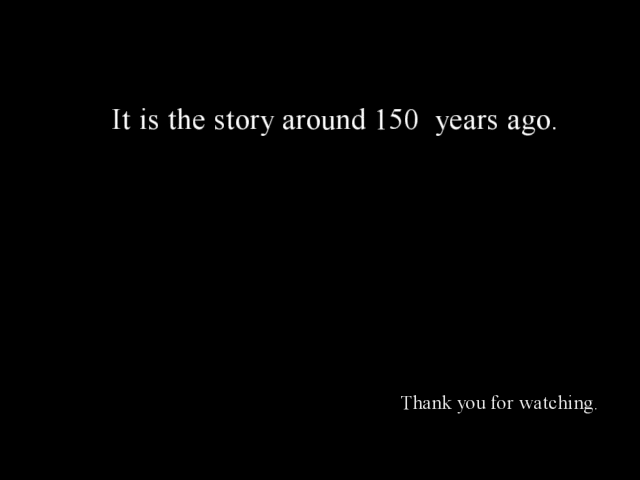 It is the story around 150  years ago.
Thank you for watching.